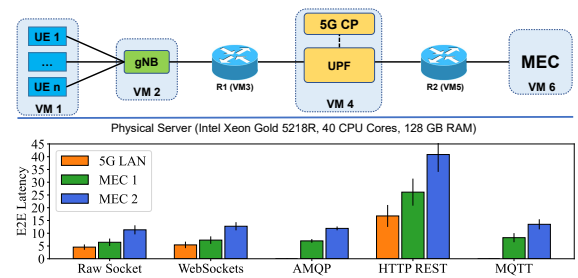 UE 1
...
UE n
VM 1
gNB
VM 2
R1 (VM3)
5G CP
UPF
VM 4
R2 (VM5)
MEC
VM 6
Physical Server (Intel Xeon Gold 5218R, 40 CPU Cores, 128 GB RAM)
E2E Latency
45
40
35
30
25
20
15
10
5
0
5G LAN
MEC 1
MEC 2
Raw Socket
WebSockets
AMQP
HTTP REST
MQTT